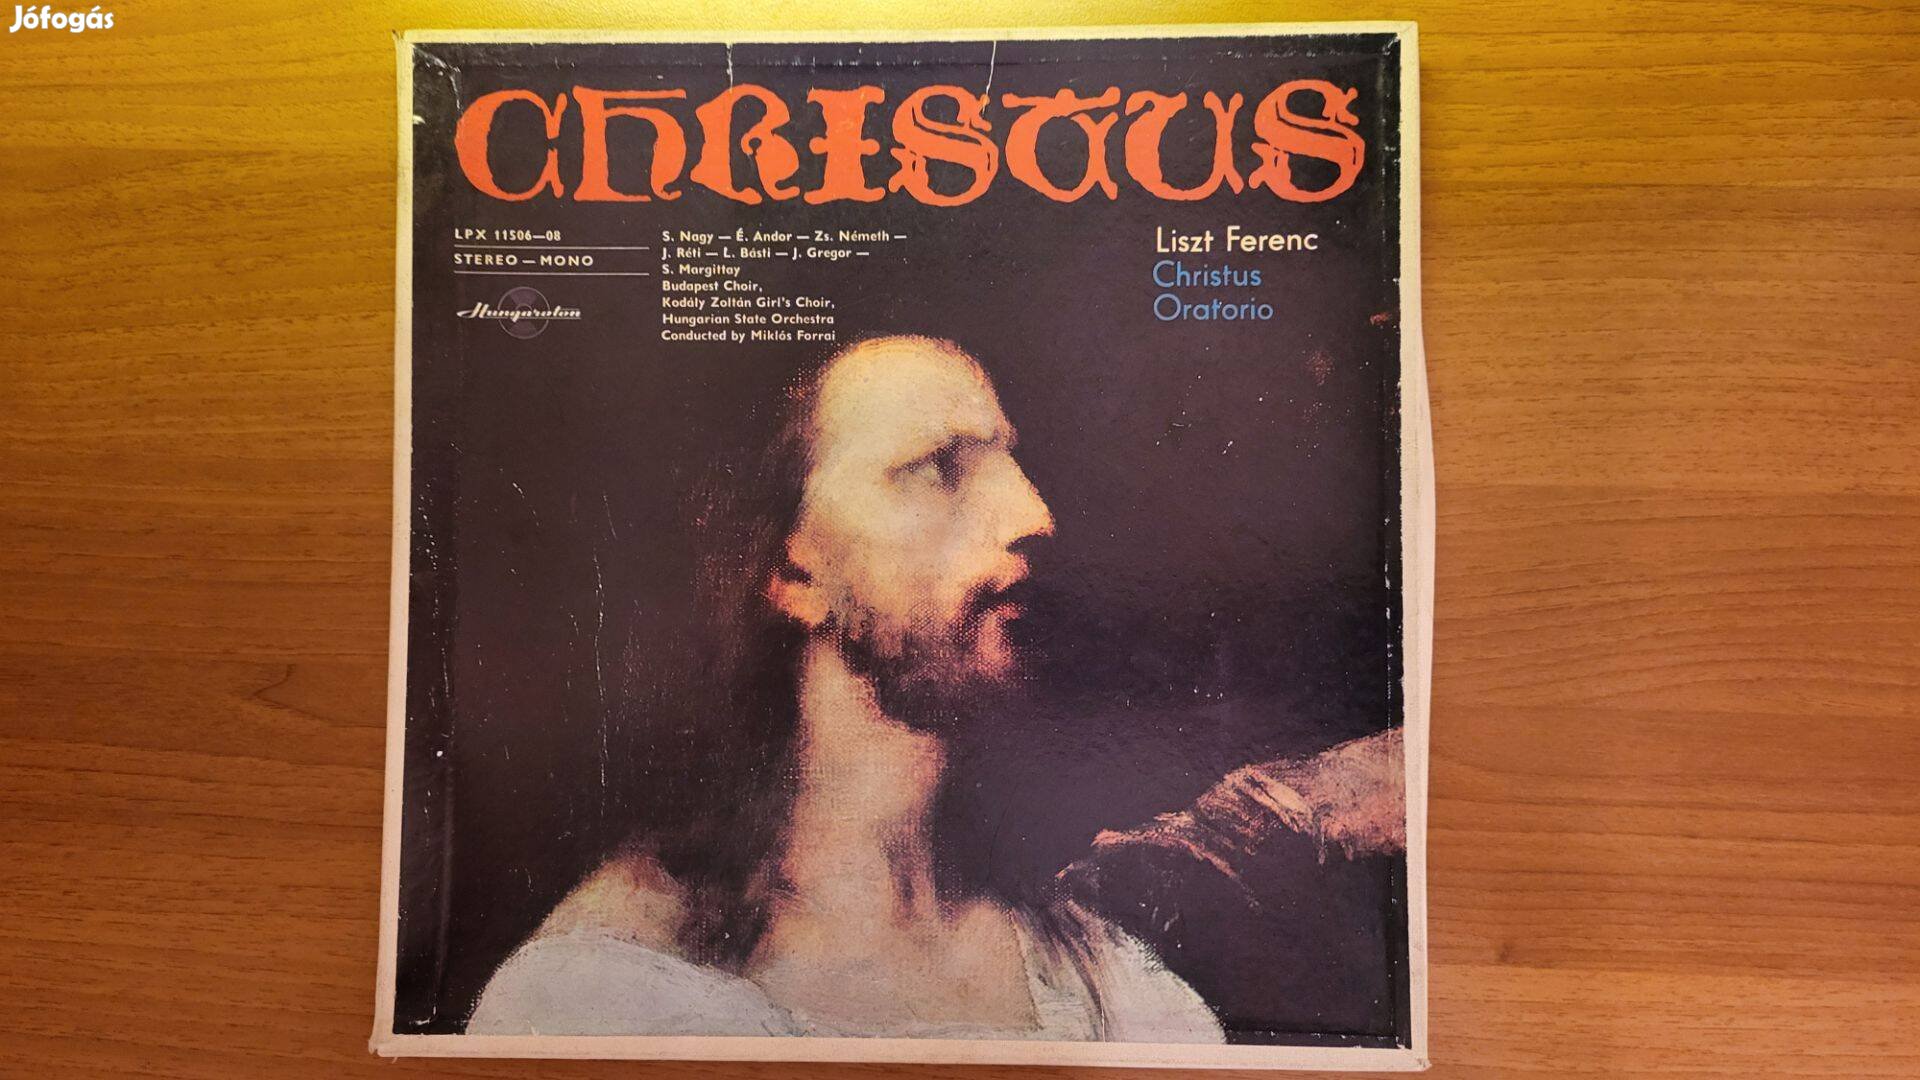 Jófogás
CHRISTUS
LPX 11506—08
STEREO — MONO
Hungaroton
S. Nagy — É. Andor — Zs. Németh —
J. Réti — L. Básti — J. Gregor —
S. Margittay
Budapest Choir,
Kodály Zoltán Girl's Choir,
Hungarian State Orchestra
Conducted by Miklós Forrai
Liszt Ferenc
Christus
Oratorio